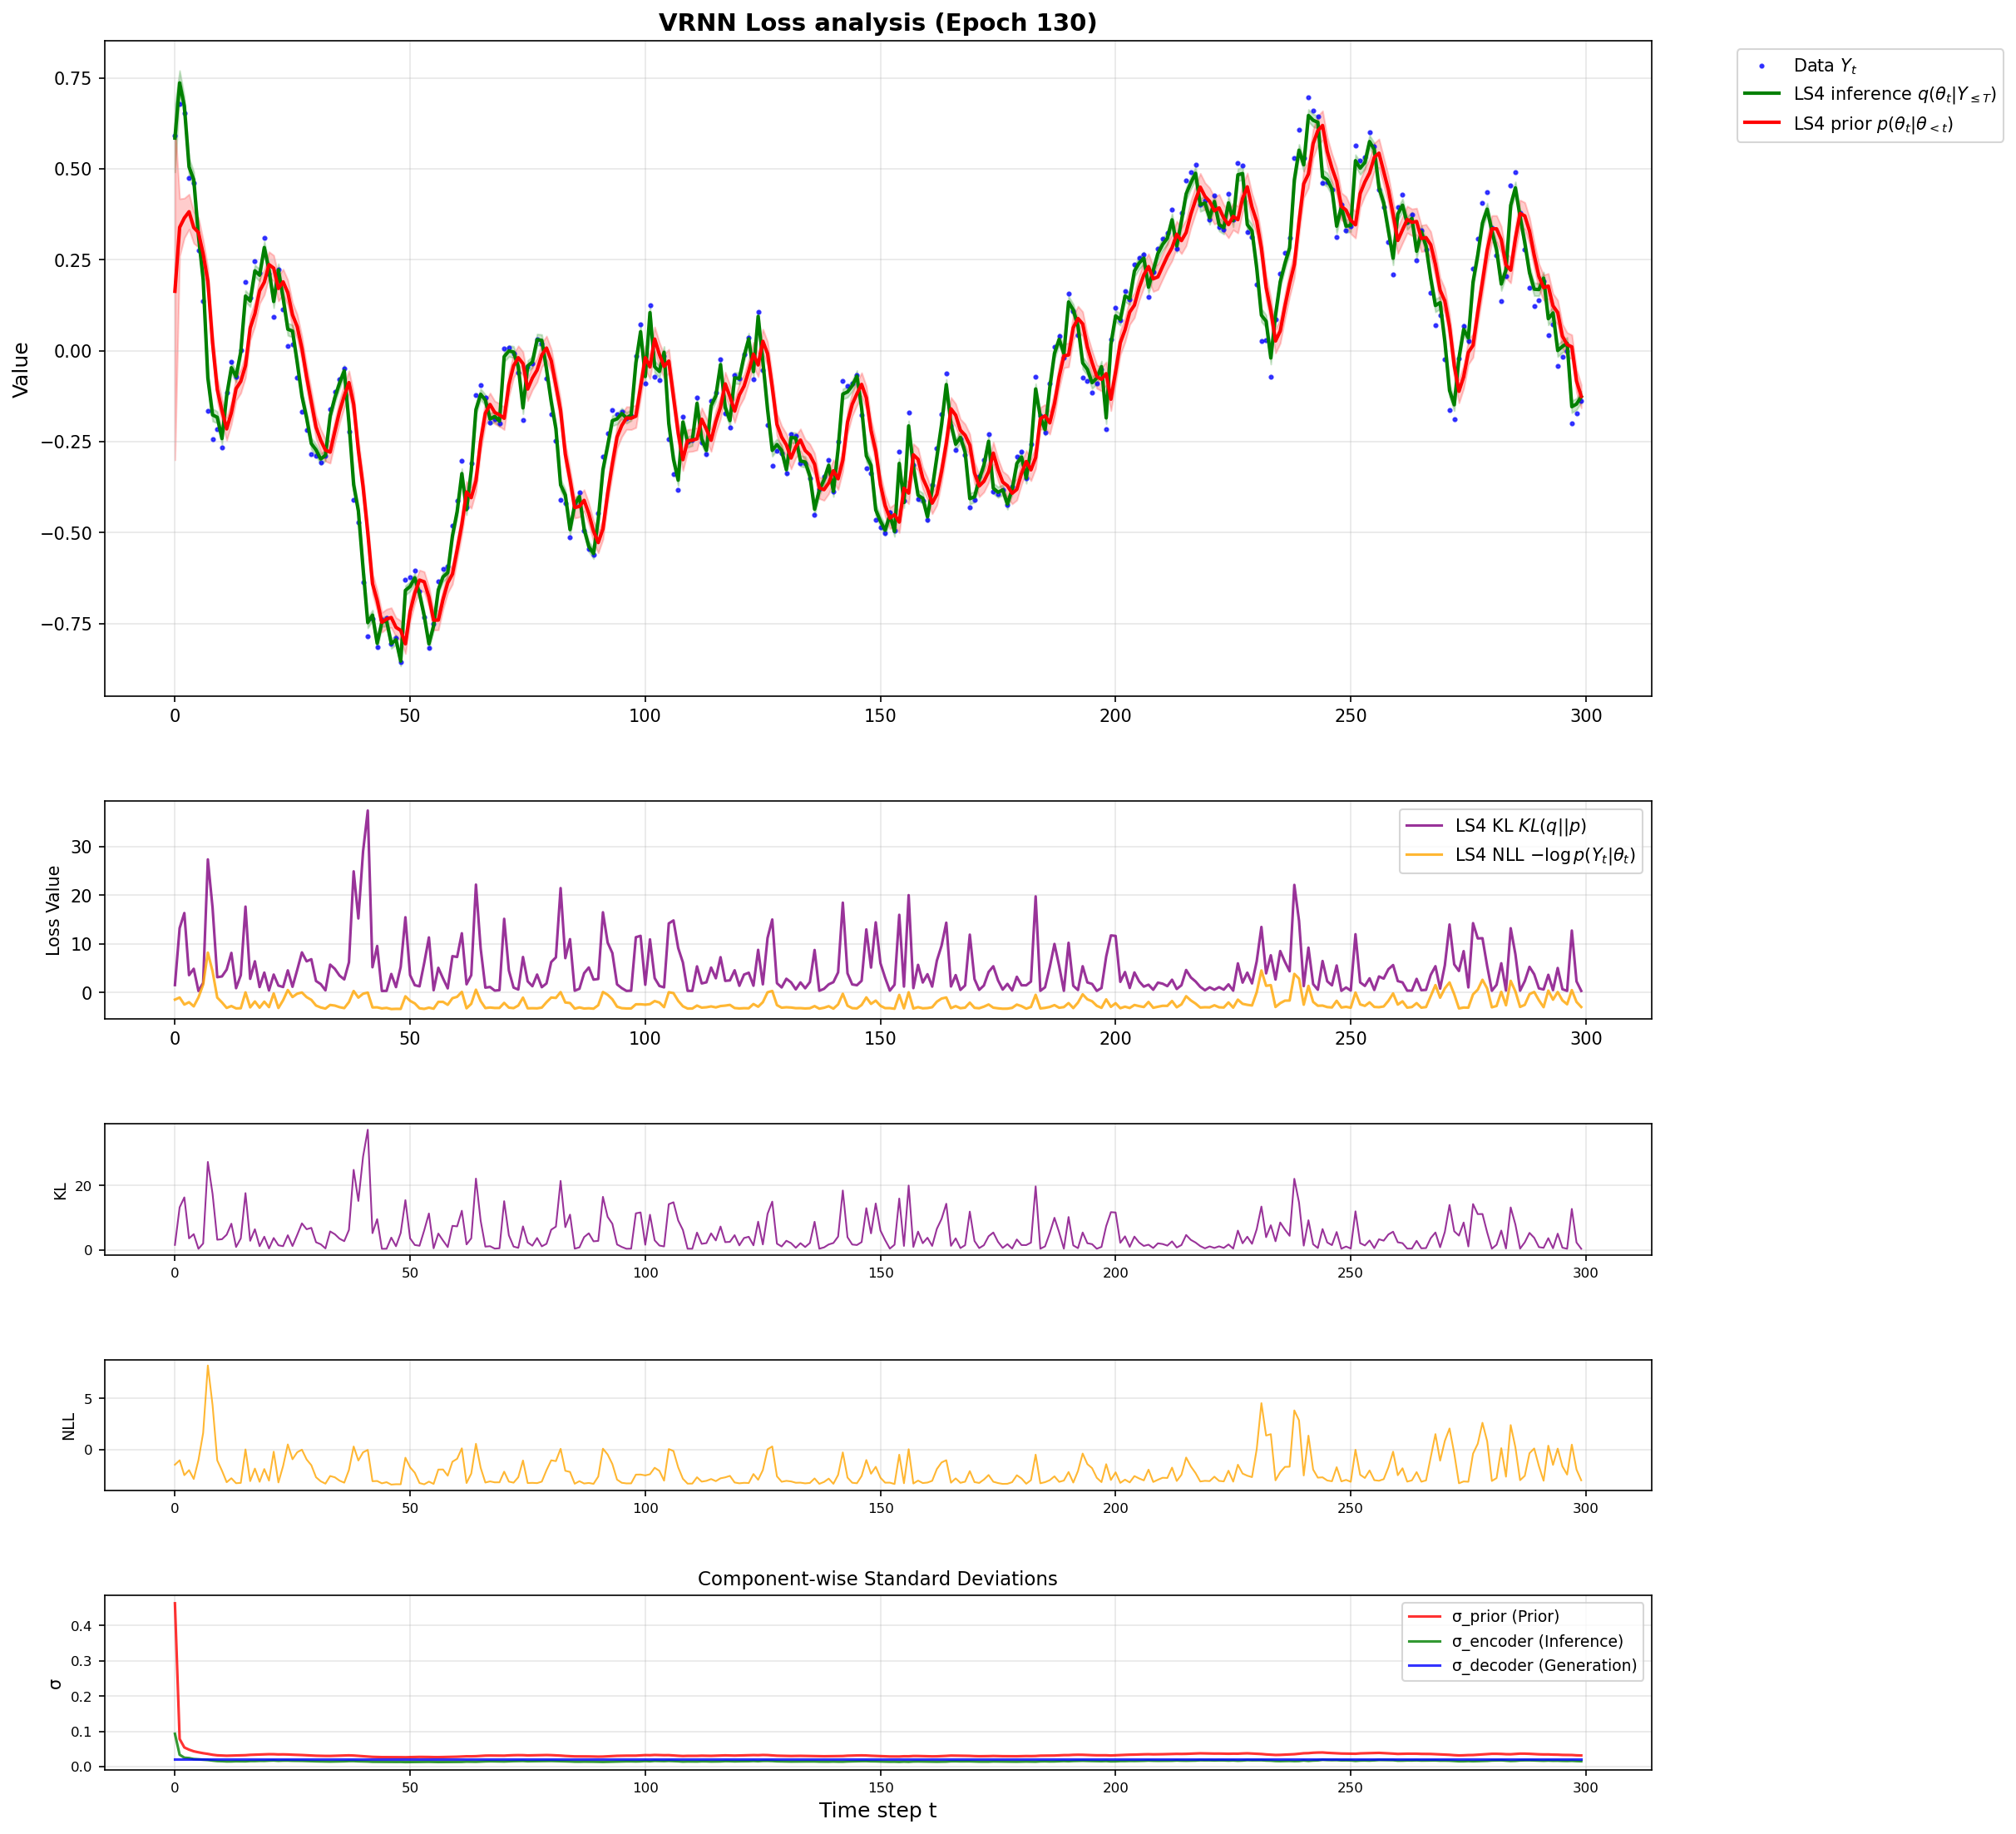 VRNN Loss analysis (Epoch 130)
Data Y_t
LS4 inference q(θ_t|Y_{≤T})
LS4 prior p(θ_t|θ_{<t})
Value
0.75
0.50
0.25
0.00
−0.25
−0.50
−0.75
0 50 100 150 200 250 300
LS4 KL KL(q||p)
LS4 NLL −log p(Y_t|θ_t)
Loss Value
30
20
10
0
0 50 100 150 200 250 300
KL
20
0
0 50 100 150 200 250 300
NLL
5
0
0 50 100 150 200 250 300
Component-wise Standard Deviations
σ_prior (Prior)
σ_encoder (Inference)
σ_decoder (Generation)
σ
0.4
0.3
0.2
0.1
0.0
0 50 100 150 200 250 300
Time step t